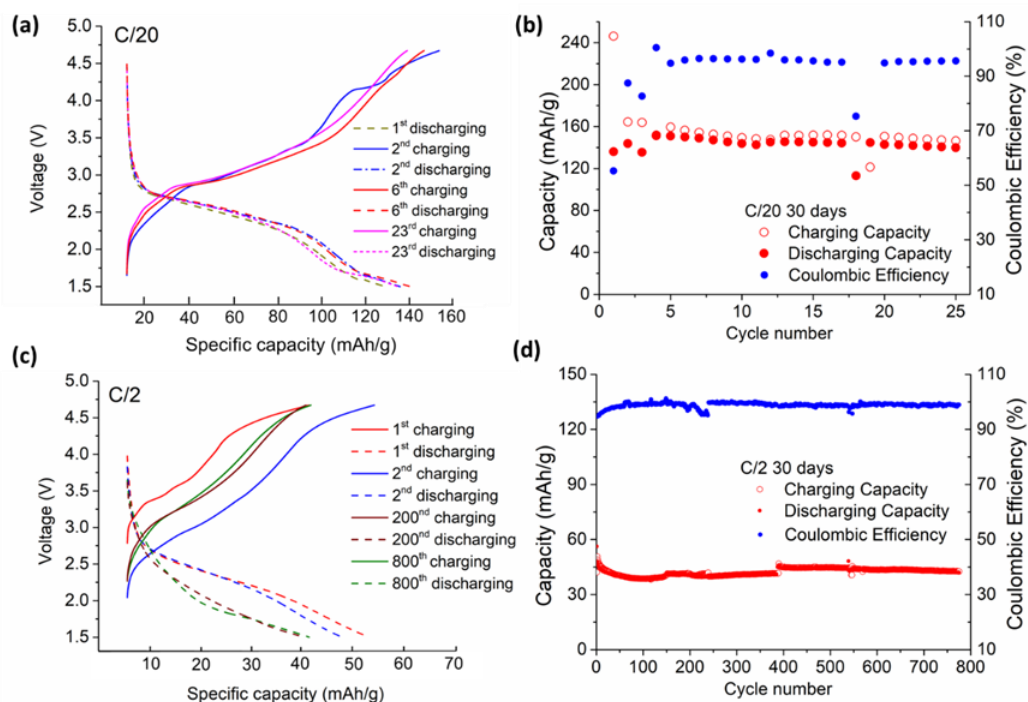 (a)
C/20
5.0
4.5
4.0
3.5
3.0
2.5
2.0
1.5
Voltage (V)
20 40 60 80 100 120 140 160
Specific capacity (mAh/g)
1st discharging
2nd charging
2nd discharging
6th charging
6th discharging
23rd charging
23rd discharging
(b)
240
200
160
120
80
40
0
Capacity (mAh/g)
110
90
70
50
30
10
Coulombic Efficiency (%)
C/20 30 days
Charging Capacity
Discharging Capacity
Coulombic Efficiency
0 5 10 15 20 25
Cycle number
(c)
C/2
5.0
4.5
4.0
3.5
3.0
2.5
2.0
1.5
Voltage (V)
10 20 30 40 50 60 70
Specific capacity (mAh/g)
1st charging
1st discharging
2nd charging
2nd discharging
200nd charging
200nd discharging
800th charging
800th discharging
(d)
150
135
120
105
90
75
60
45
30
15
0
Capacity (mAh/g)
110
90
70
50
30
10
Coulombic Efficiency (%)
C/2 30 days
Charging Capacity
Discharging Capacity
Coulombic Efficiency
0 100 200 300 400 500 600 700 800
Cycle number